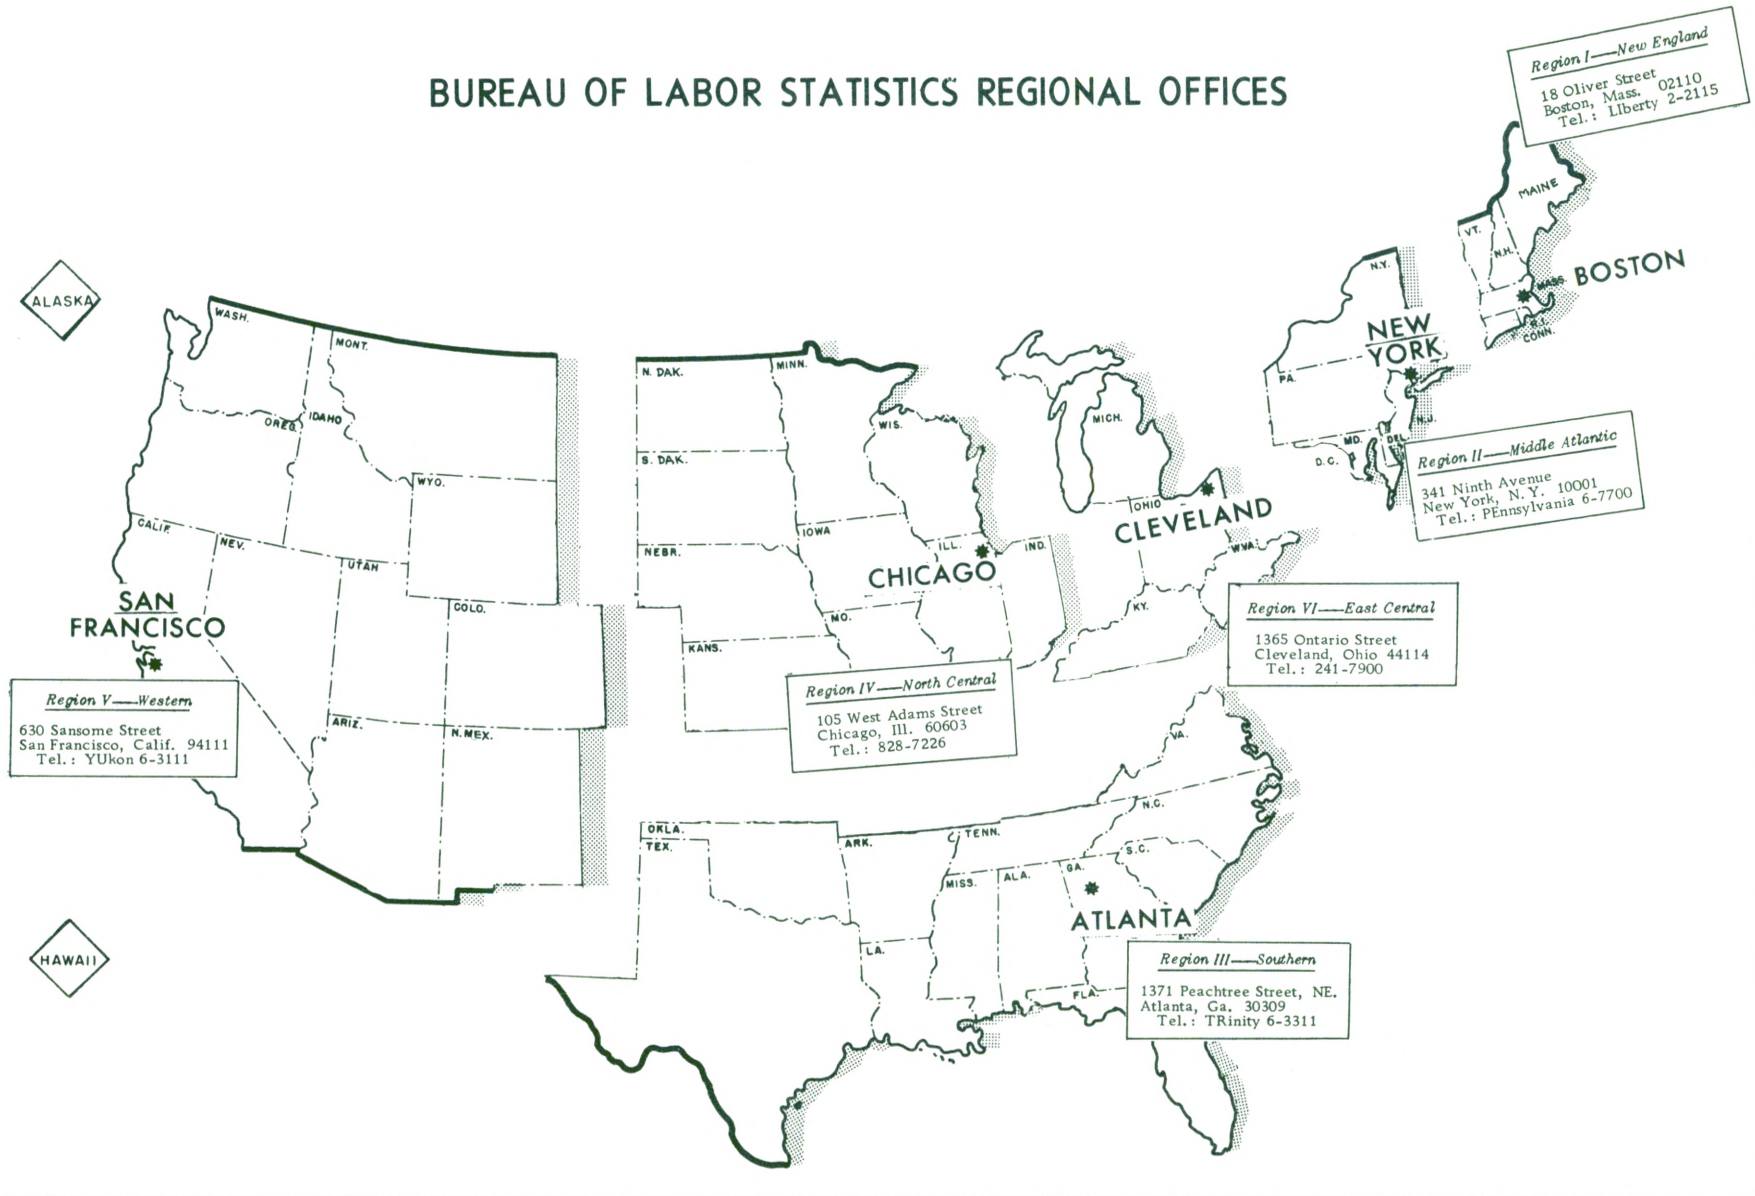 BUREAU OF LABOR STATISTICS REGIONAL OFFICES
Region I—New England
18 Oliver Street
Boston, Mass. 02110
Tel.: LIberty 2-2115
MAINE
VT.
N.H.
MASS.
BOSTON
R.I.
CONN.
N.Y.
NEW
YORK
PA.
N.J.
MD.
DEL.
D.C.
Region II—Middle Atlantic
341 Ninth Avenue
New York, N.Y. 10001
Tel.: PEnnsylvania 6-7700
ALASKA
WASH.
MONT.
OREG.
IDAHO
WYO.
CALIF.
NEV.
UTAH
COLO.
SAN
FRANCISCO
Region V—Western
630 Sansome Street
San Francisco, Calif. 94111
Tel.: YUkon 6-3111
ARIZ.
N.MEX.
HAWAII
N. DAK.
MINN.
WIS.
S. DAK.
IOWA
NEBR.
ILL.
IND.
CHICAGO
MO.
KANS.
Region IV—North Central
105 West Adams Street
Chicago, Ill. 60603
Tel.: 828-7226
MICH.
OHIO
CLEVELAND
W.VA.
KY.
Region VI—East Central
1365 Ontario Street
Cleveland, Ohio 44114
Tel.: 241-7900
VA.
N.C.
OKLA.
TEX.
ARK.
TENN.
S.C.
MISS.
ALA.
GA.
ATLANTA
LA.
FLA.
Region III—Southern
1371 Peachtree Street, NE.
Atlanta, Ga. 30309
Tel.: TRinity 6-3311